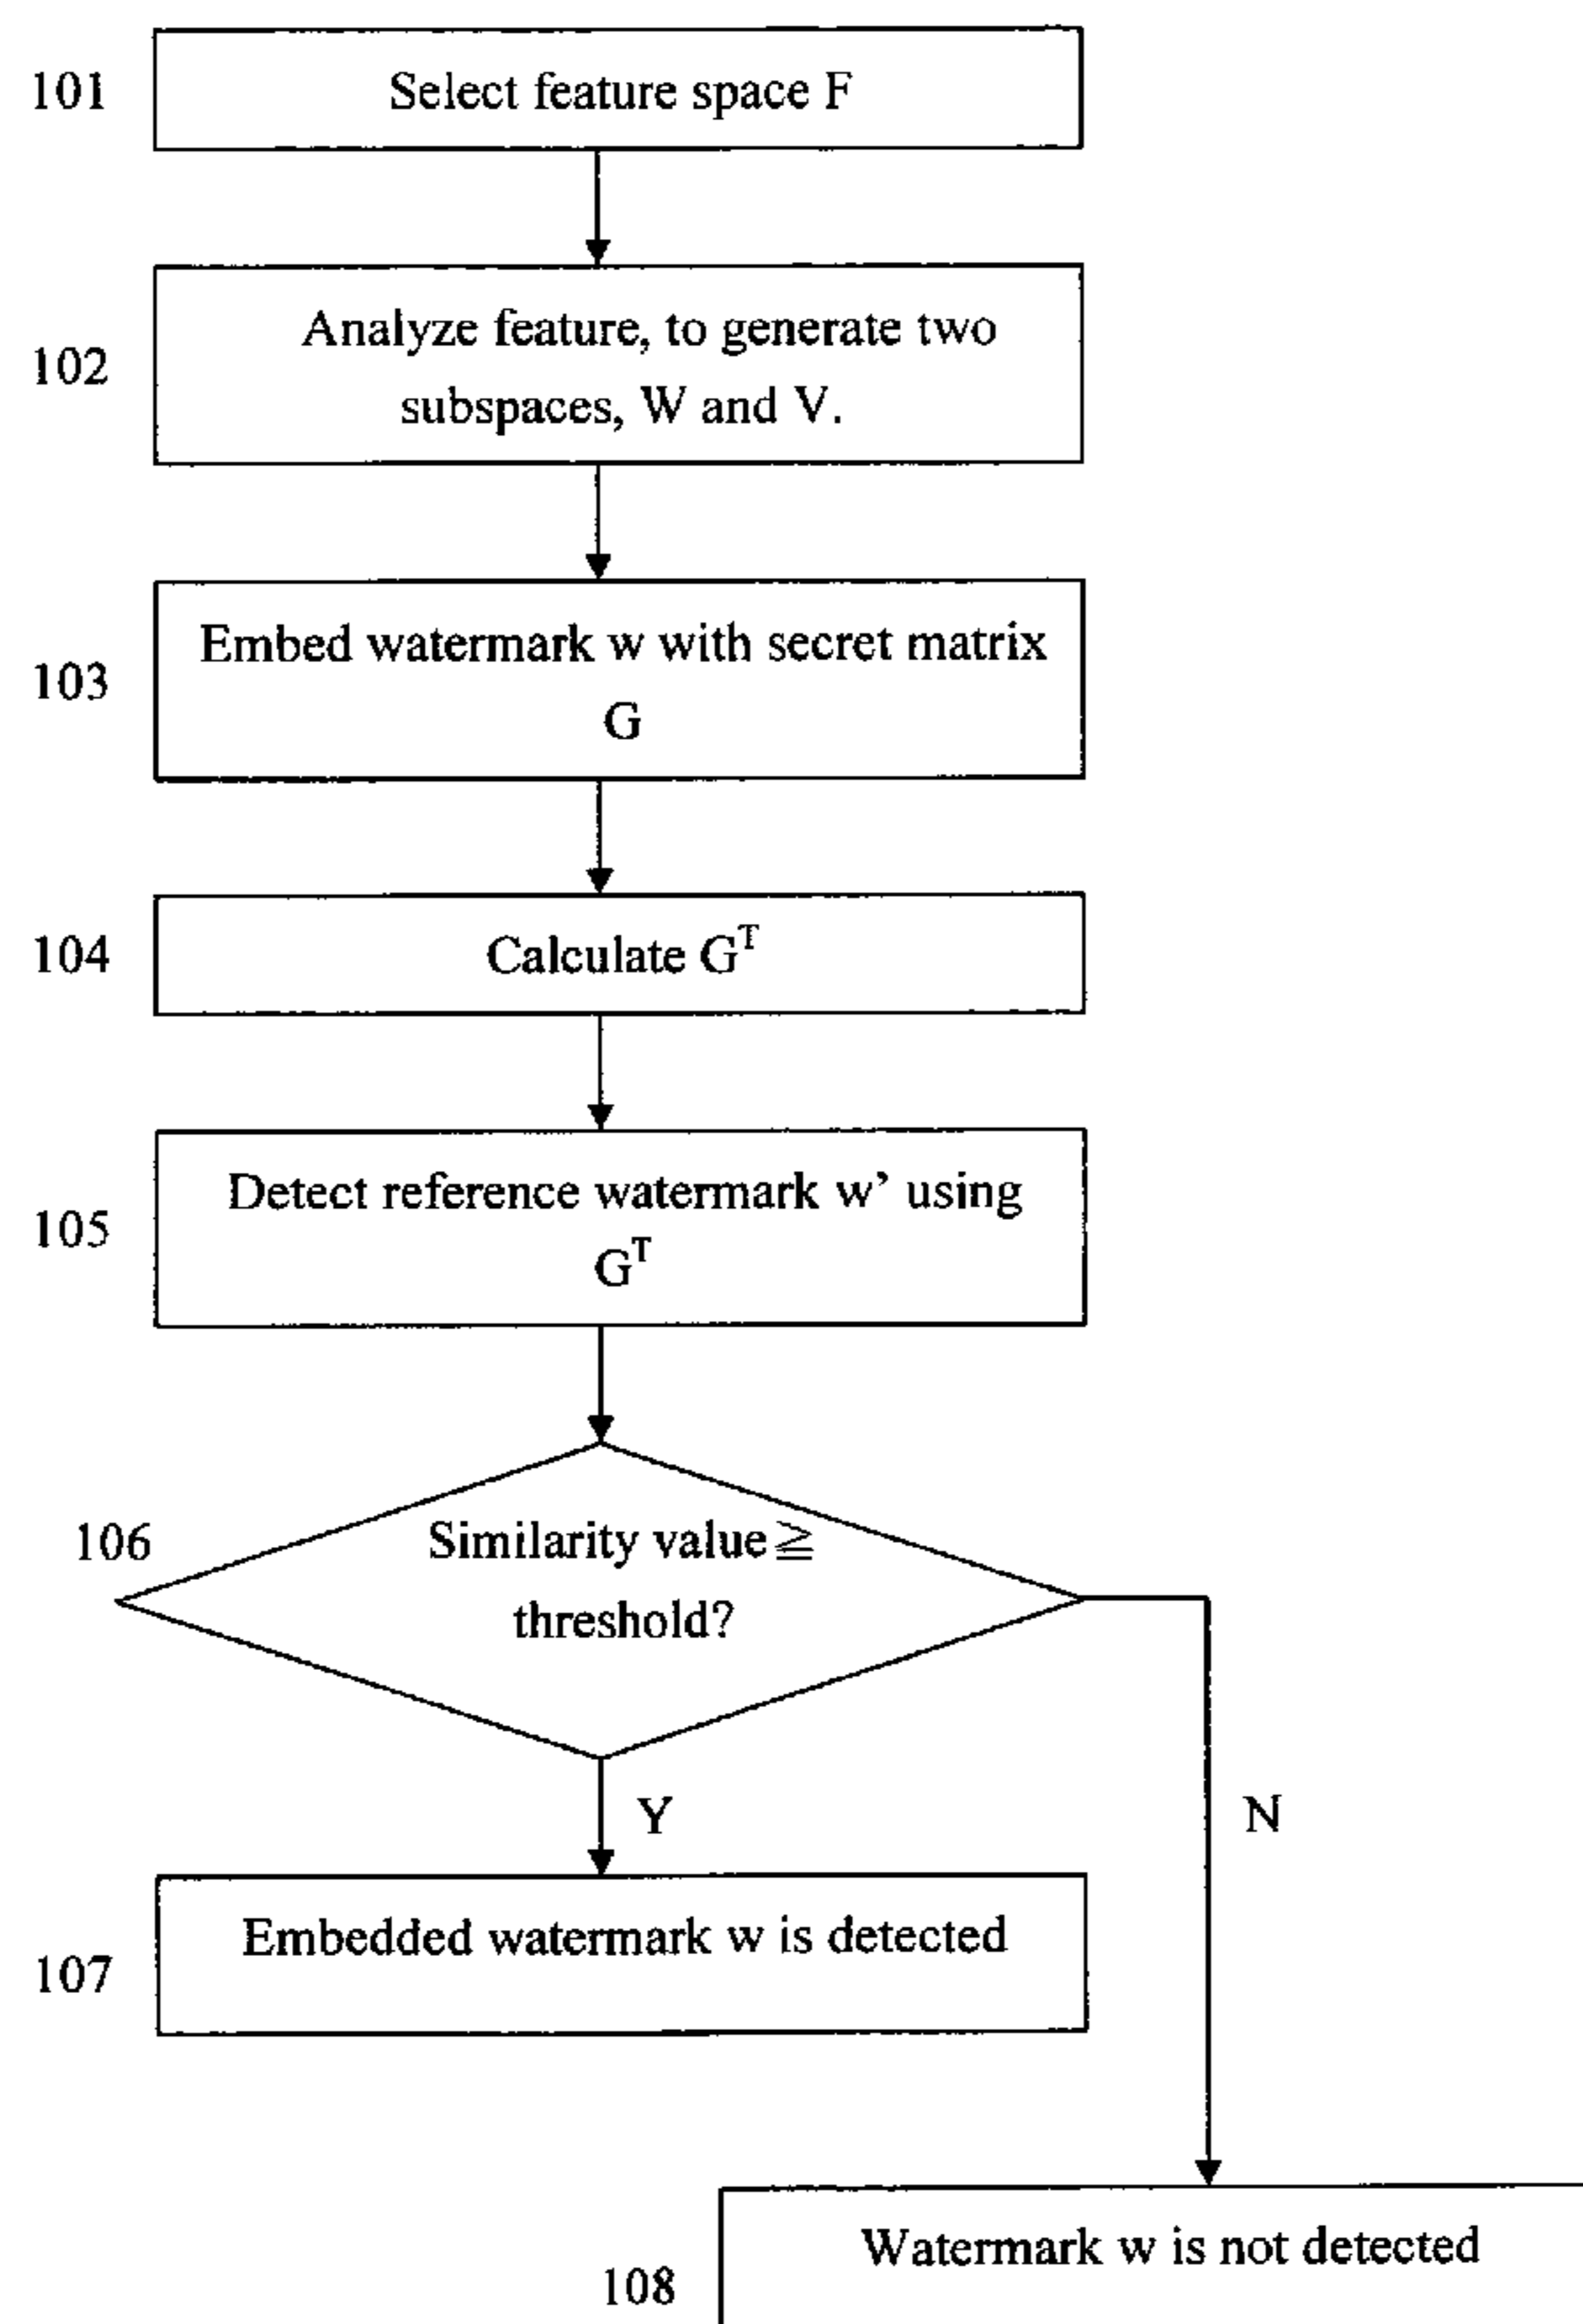 101
Select feature space F
102
Analyze feature, to generate two
subspaces, W and V.
103
Embed watermark w with secret matrix
G
104
Calculate Gᵀ
105
Detect reference watermark w’ using
Gᵀ
106
Similarity value≧
threshold?
Y
N
107
Embedded watermark w is detected
Watermark w is not detected
108